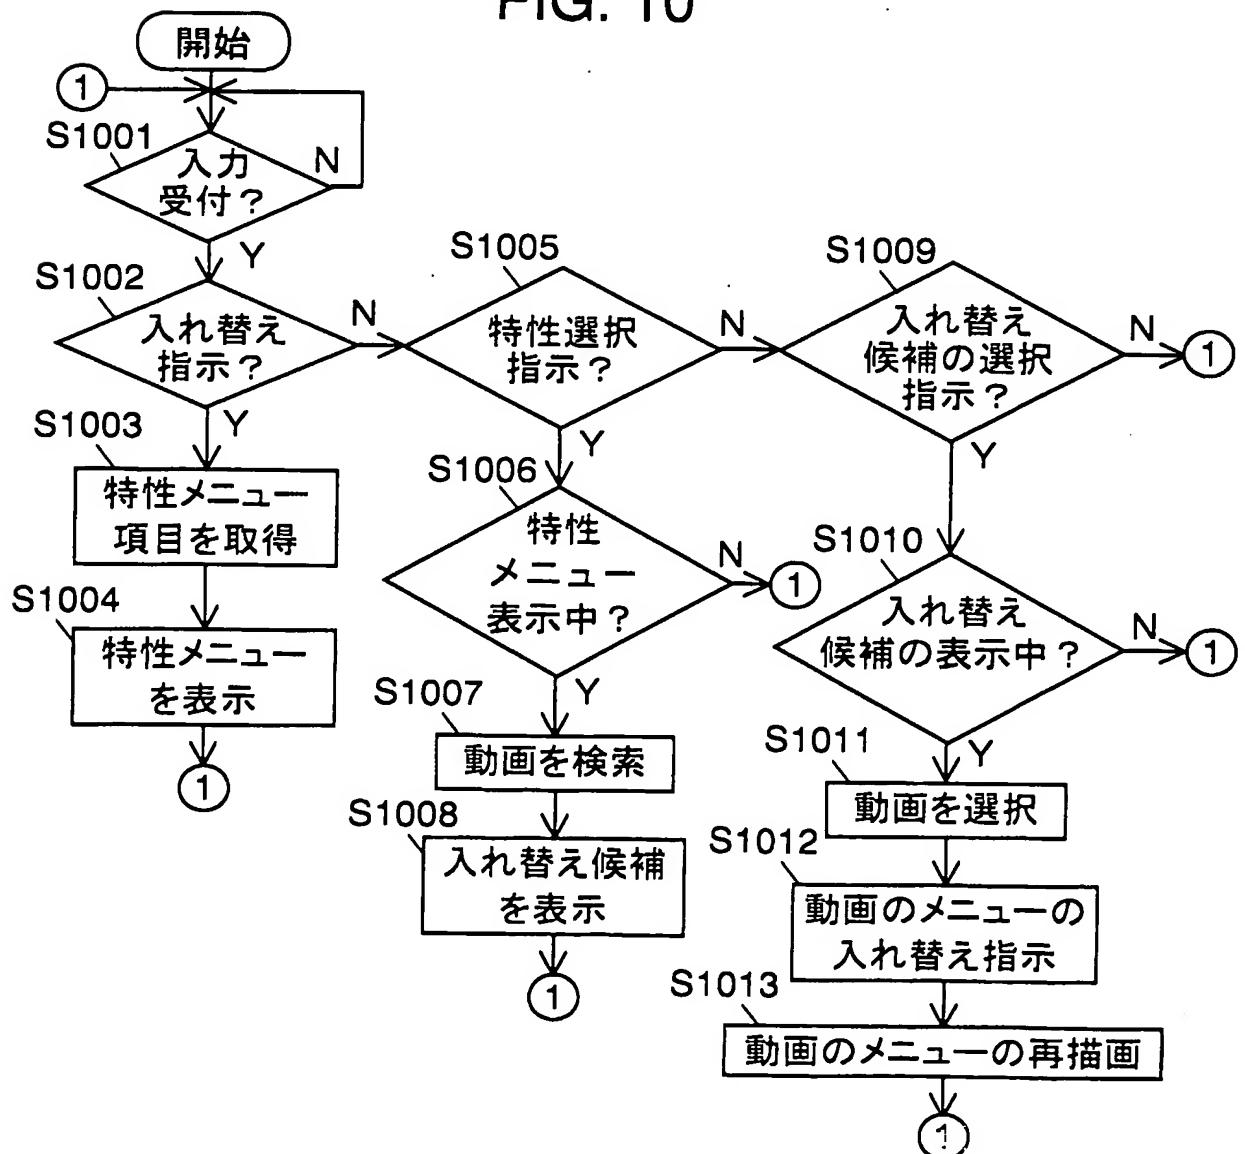 FIG. 10
開始
1
S1001
入力
受付?
N
Y
S1002
入れ替え
指示?
N
Y
S1003
特性メニュー
項目を取得
S1004
特性メニュー
を表示
1
S1005
特性選択
指示?
N
Y
S1006
特性
メニュー
表示中?
N
1
Y
S1007
動画を検索
S1008
入れ替え候補
を表示
1
S1009
入れ替え
候補の選択
指示?
N
1
Y
S1010
入れ替え
候補の表示中?
N
1
Y
S1011
動画を選択
S1012
動画のメニューの
入れ替え指示
S1013
動画のメニューの再描画
1